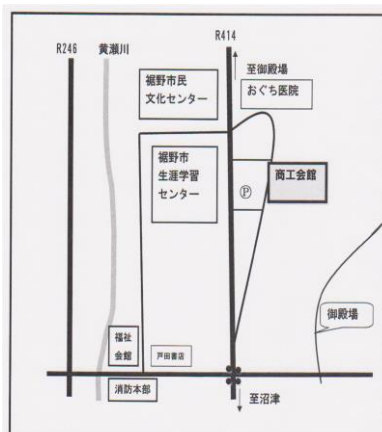 R414
R246
黄瀬川
至御殿場
裾野市民
文化センター
おぐち医院
裾野市
生涯学習
センター
Ⓟ
商工会館
御殿場
福祉
会館
戸田書店
消防本部
至沼津